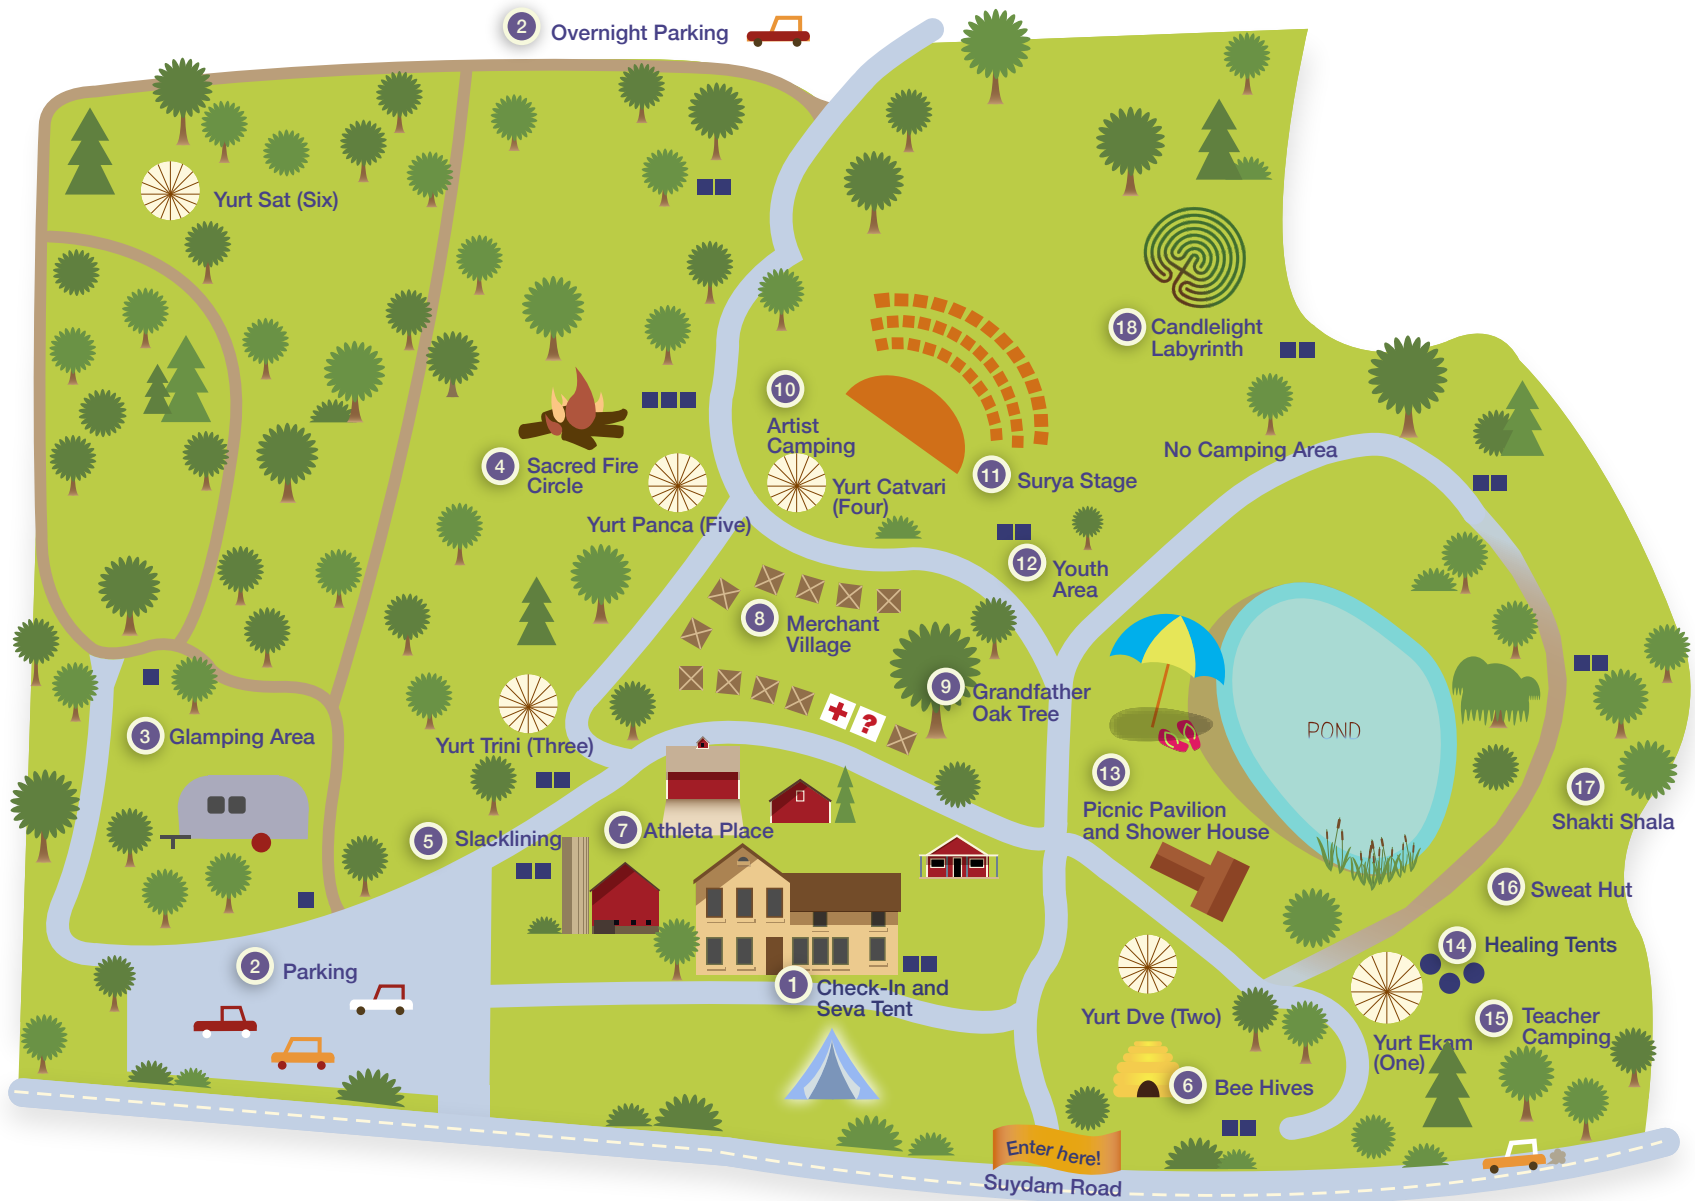 2 Overnight Parking
Yurt Sat (Six)
18 Candlelight
Labyrinth
10
Artist
Camping
No Camping Area
4 Sacred Fire
Circle
11 Surya Stage
Yurt Catvari
(Four)
Yurt Panca (Five)
12 Youth
Area
8 Merchant
Village
9 Grandfather
Oak Tree
?
POND
3 Glamping Area
Yurt Trini (Three)
13
Picnic Pavilion
and Shower House
17
Shakti Shala
5 Slacklining
7 Athleta Place
16 Sweat Hut
14 Healing Tents
2 Parking
1 Check-In and
Seva Tent
Yurt Dve (Two)
15 Teacher
Camping
Yurt Ekam
(One)
6 Bee Hives
Enter here!
Suydam Road